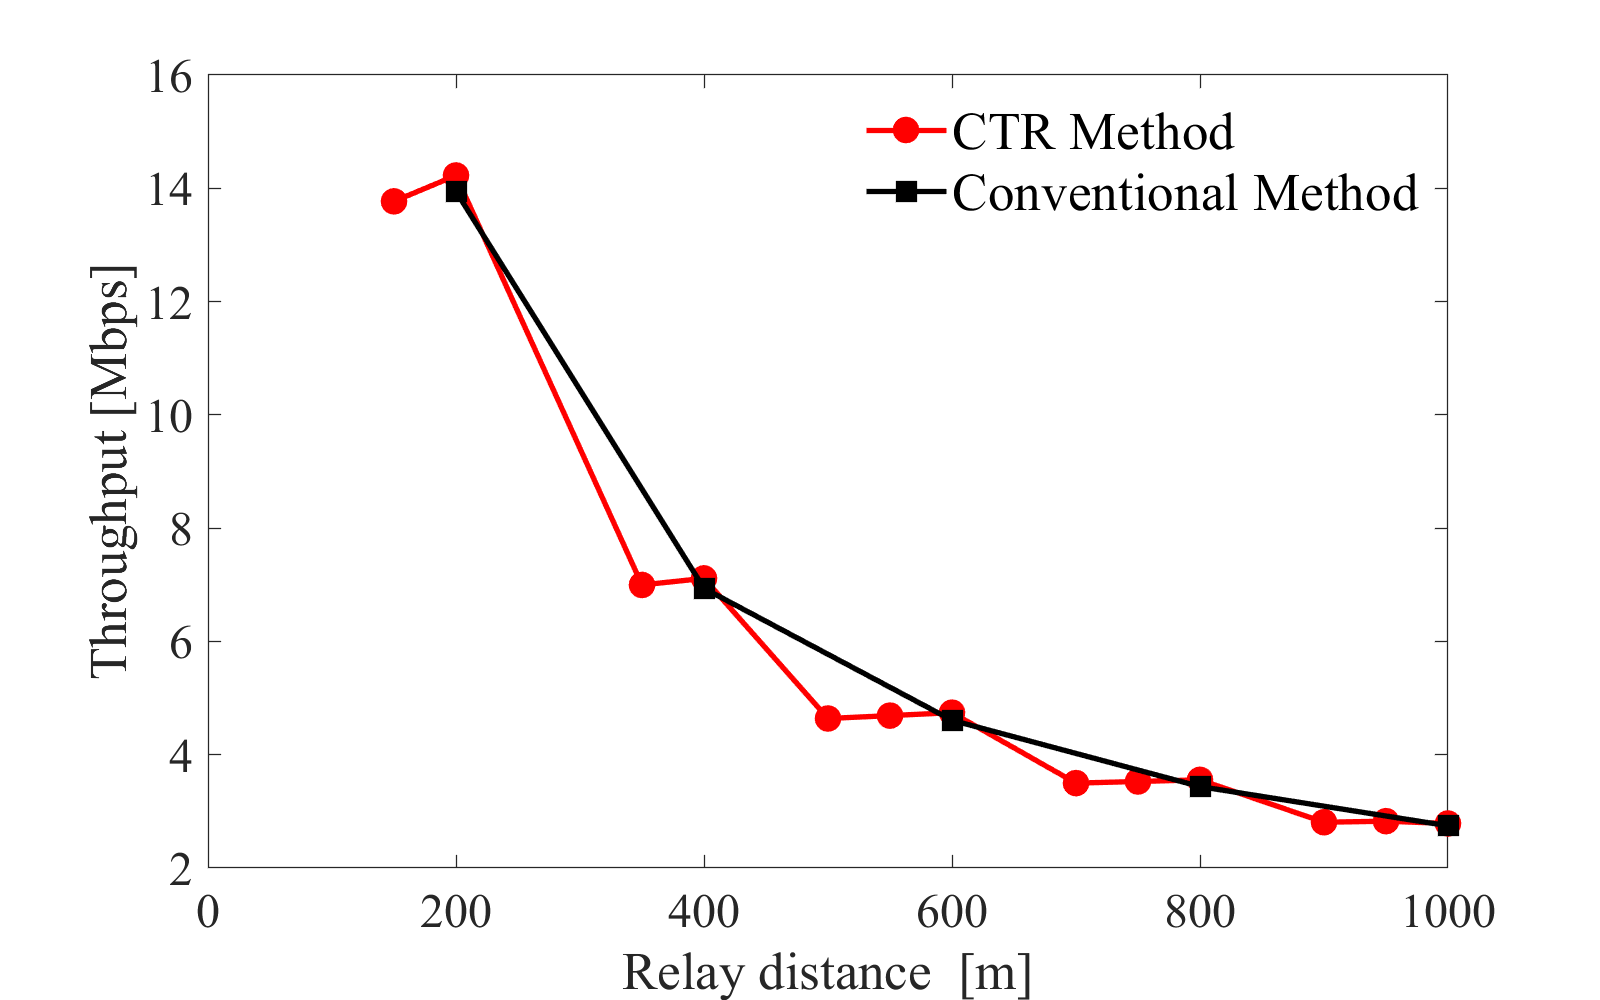 16
14
12
10
8
6
4
2
Throughput [Mbps]
CTR Method
Conventional Method
0 200 400 600 800 1000
Relay distance [m]